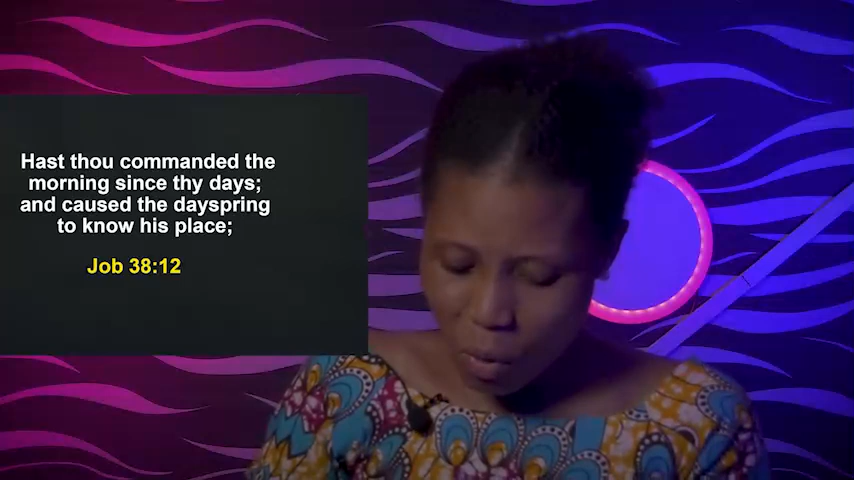 Hast thou commanded the
morning since thy days;
and caused the dayspring
to know his place;
Job 38:12